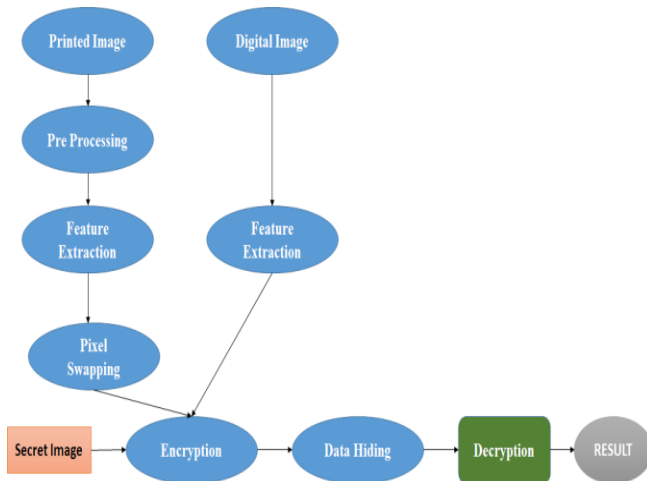 Printed Image
Digital Image
Pre Processing
Feature
Extraction
Feature
Extraction
Pixel
Swapping
Secret Image
Encryption
Data Hiding
Decryption
RESULT